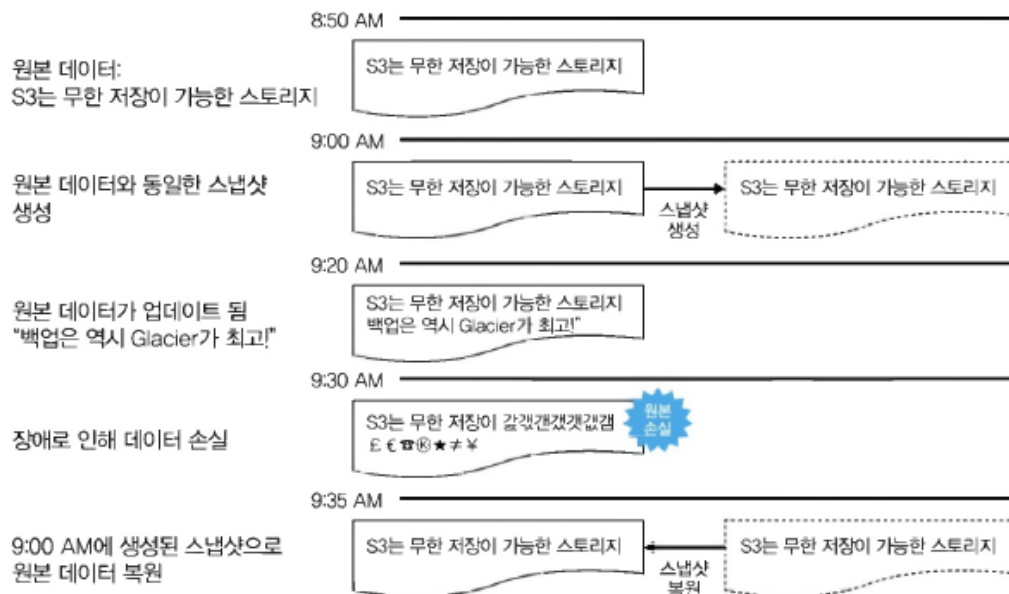 8:50 AM
원본 데이터:
S3는 무한 저장이 가능한 스토리지
S3는 무한 저장이 가능한 스토리지
9:00 AM
원본 데이터와 동일한 스냅샷
생성
S3는 무한 저장이 가능한 스토리지
스냅샷
생성
S3는 무한 저장이 가능한 스토리지
9:20 AM
원본 데이터가 업데이트 됨
"백업은 역시 Glacier가 최고!"
S3는 무한 저장이 가능한 스토리지
백업은 역시 Glacier가 최고!"
9:30 AM
장애로 인해 데이터 손실
S3는 무한 저장이
£ € ☎ ★ ≠ ¥
원본
손실
9:35 AM
9:00 AM에 생성된 스냅샷으로
원본 데이터 복원
S3는 무한 저장이 가능한 스토리지
스냅샷
복원
S3는 무한 저장이 가능한 스토리지